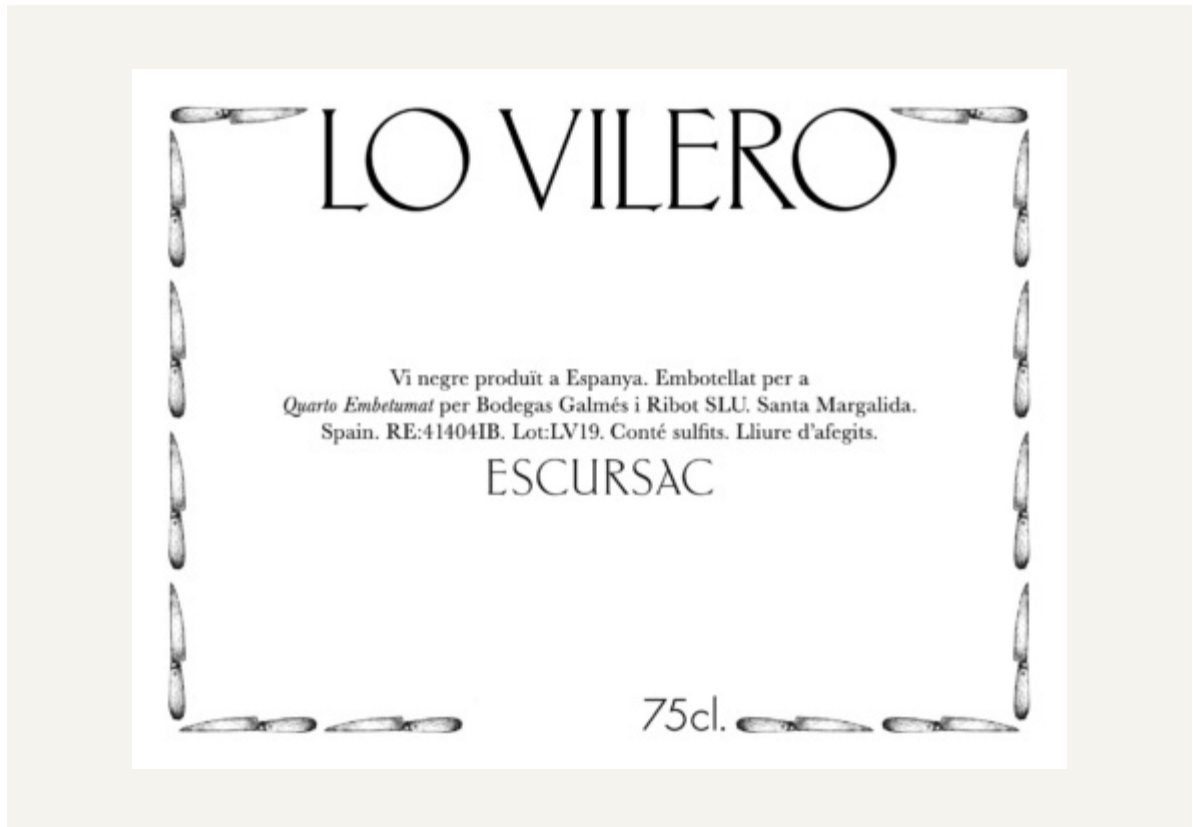 LO VILERO
Vi negre produït a Espanya. Embotellat per a
Quarto Embetumat per Bodegas Galmés i Ribot SLU. Santa Margalida.
Spain. RE:41404IB. Lot:LV19. Conté sulfits. Lliure d'afegits.
ESCURSAC
75cl.